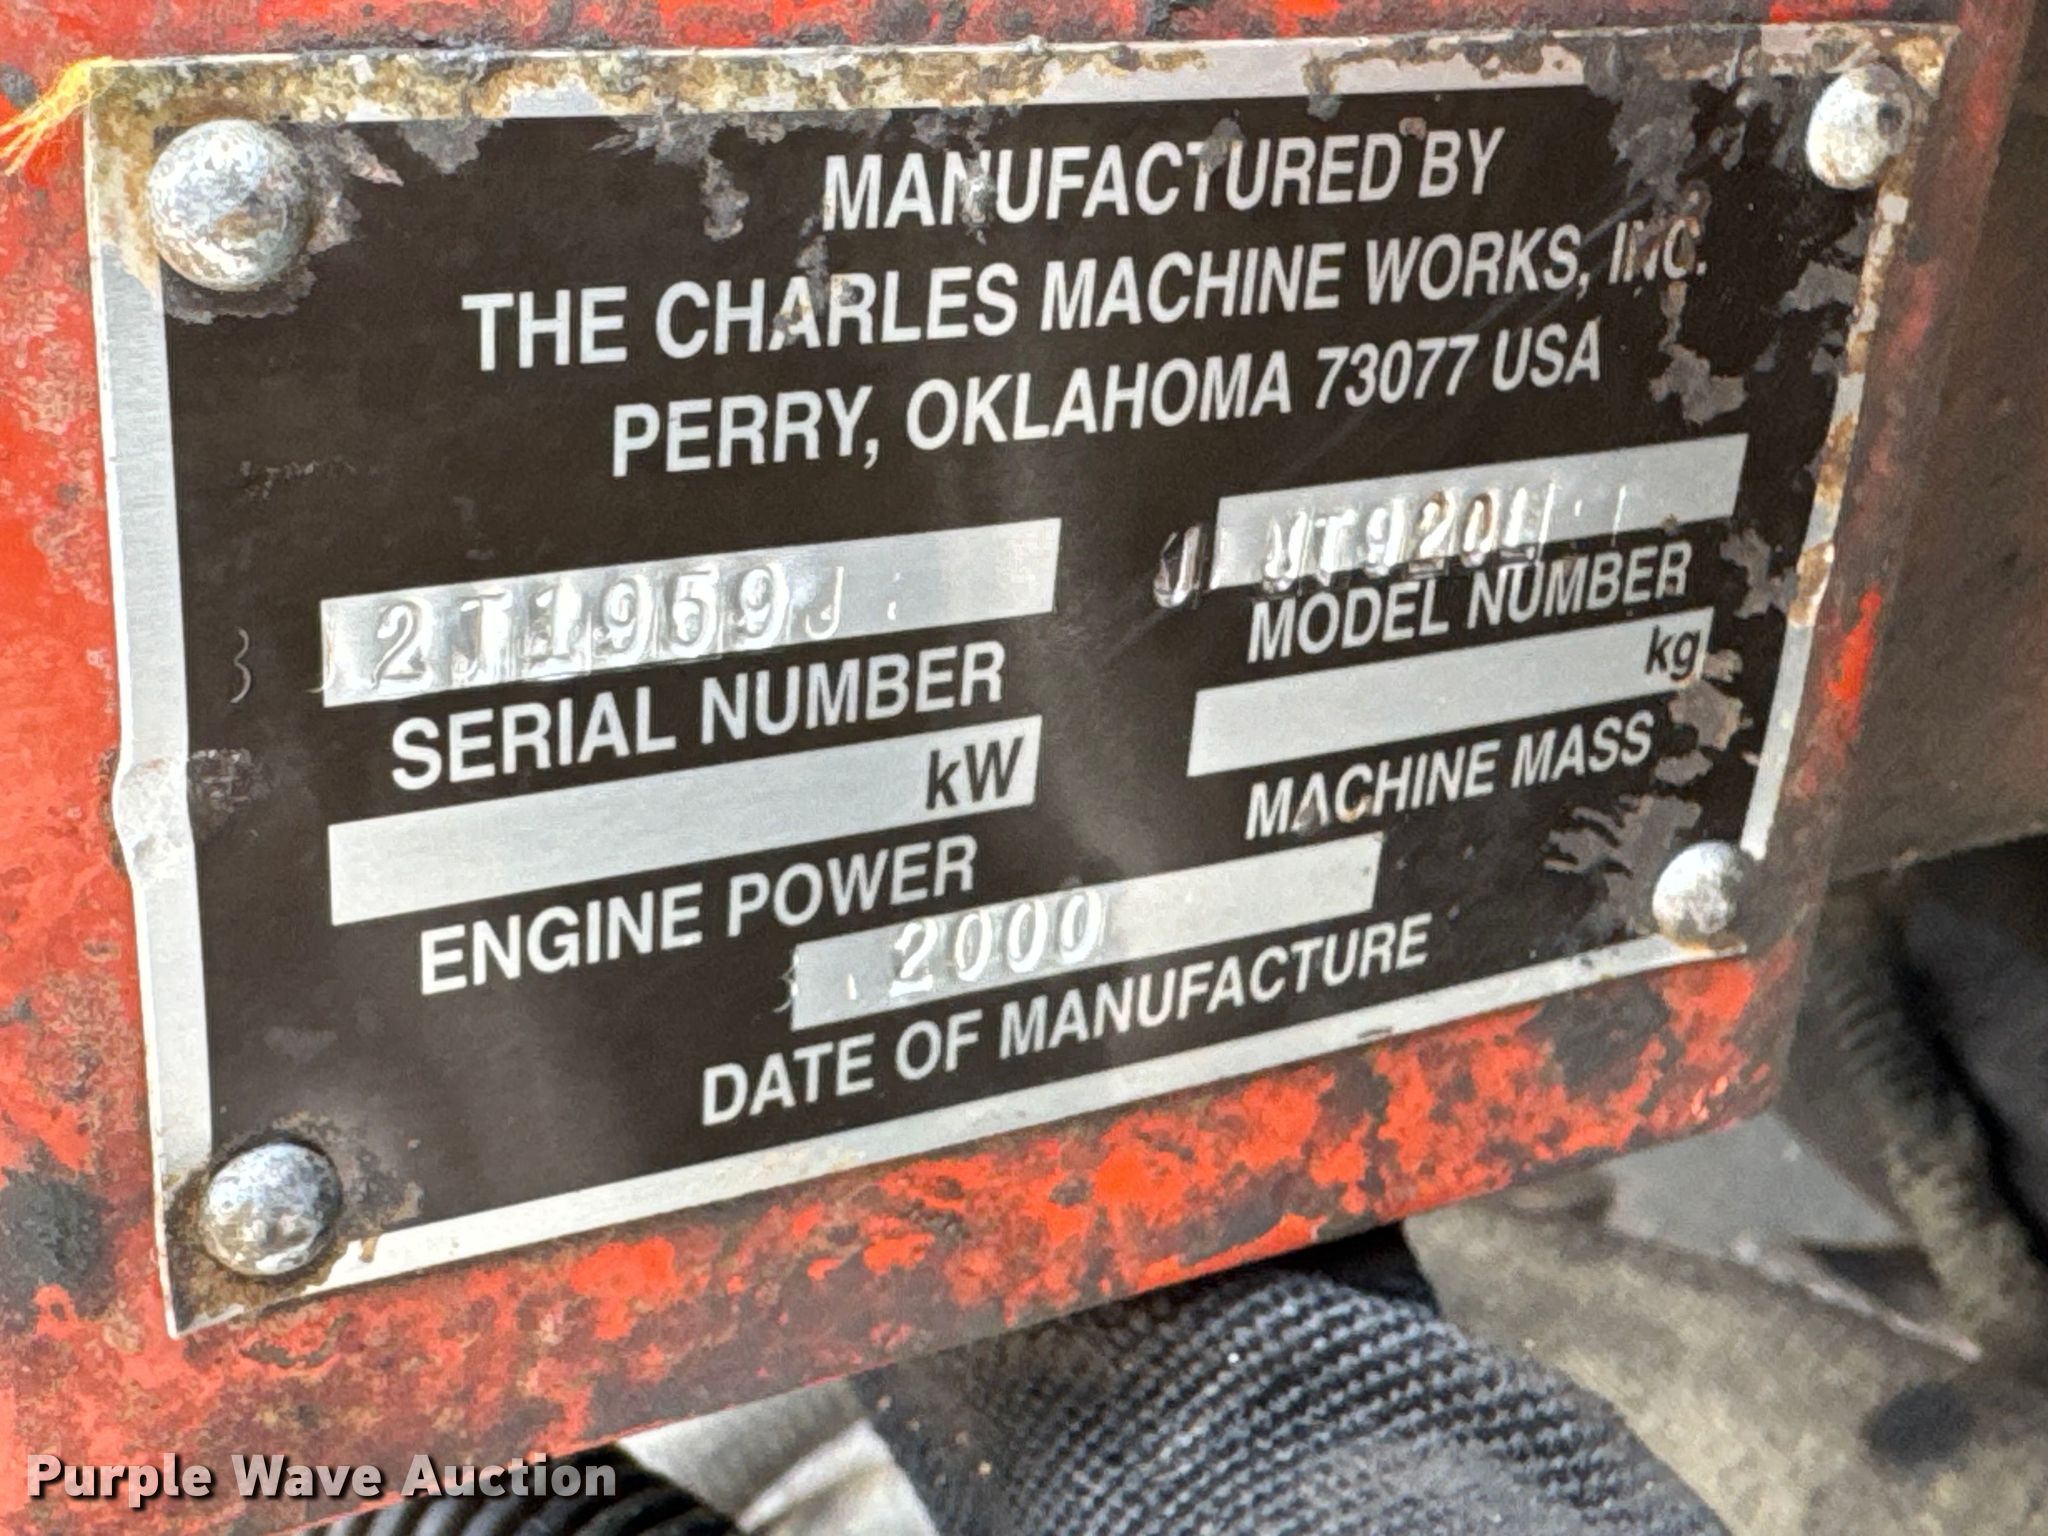 MANUFACTURED BY
THE CHARLES MACHINE WORKS, INC.
PERRY, OKLAHOMA 73077 USA
2J1959
SERIAL NUMBER
MODEL NUMBER
kW
ENGINE POWER
kg
MACHINE MASS
2000
DATE OF MANUFACTURE
Purple Wave Auction